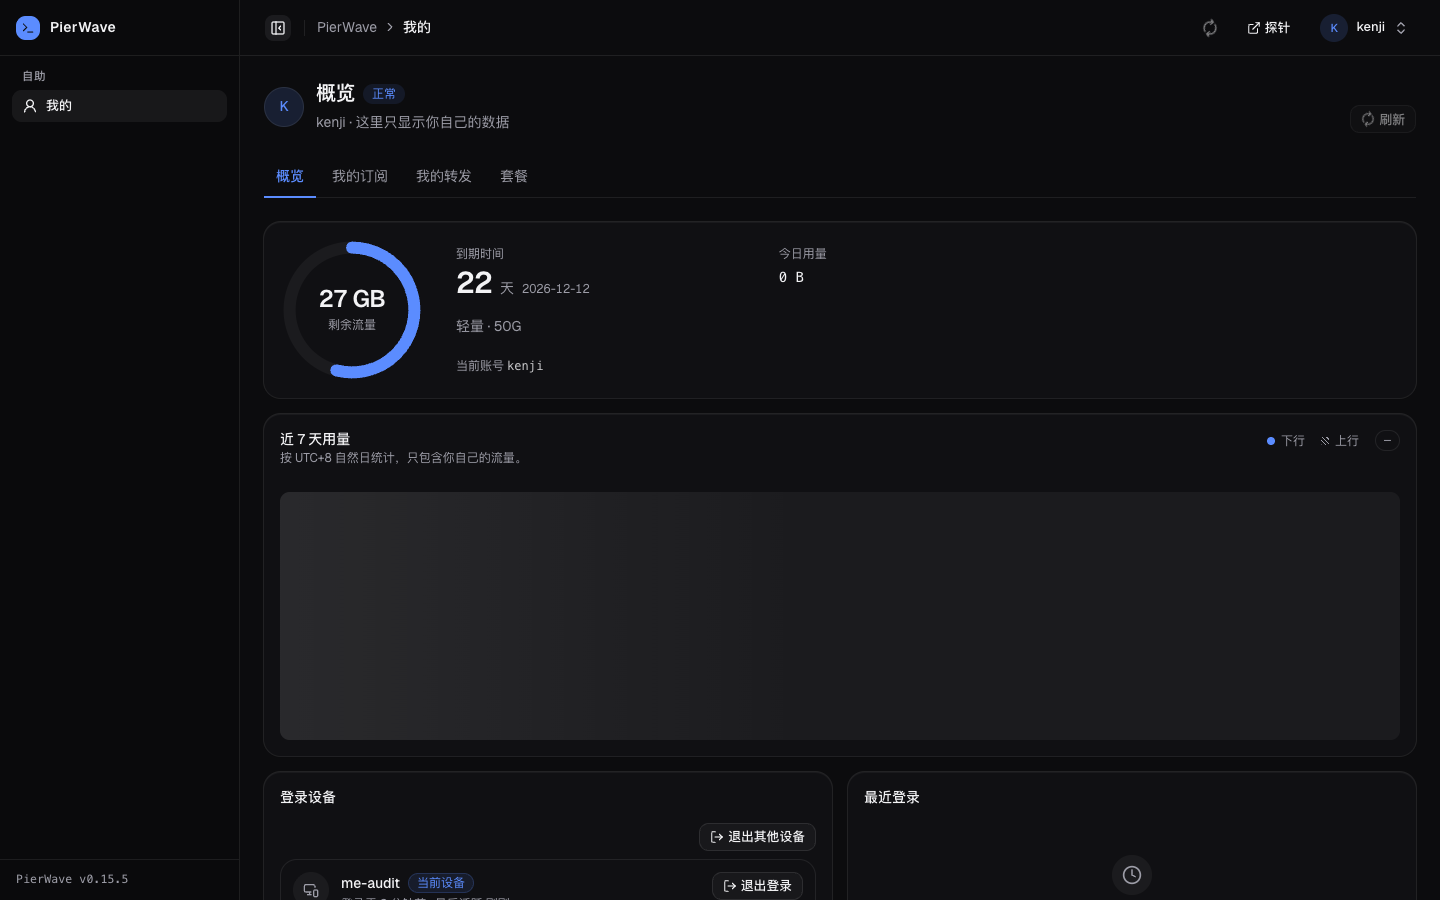 PierWave
PierWave > 我的
探针
K
kenji
自助
我的
K
概览
正常
kenji · 这里只显示你自己的数据
刷新
概览
我的订阅
我的转发
套餐
27 GB
剩余流量
到期时间
22 天 2026-12-12
轻量 · 50G
当前账号 kenji
今日用量
0 B
近 7 天用量
按 UTC+8 自然日统计，只包含你自己的流量。
下行
上行
–
登录设备
退出其他设备
me-audit
当前设备
退出登录
最近登录
PierWave v0.15.5